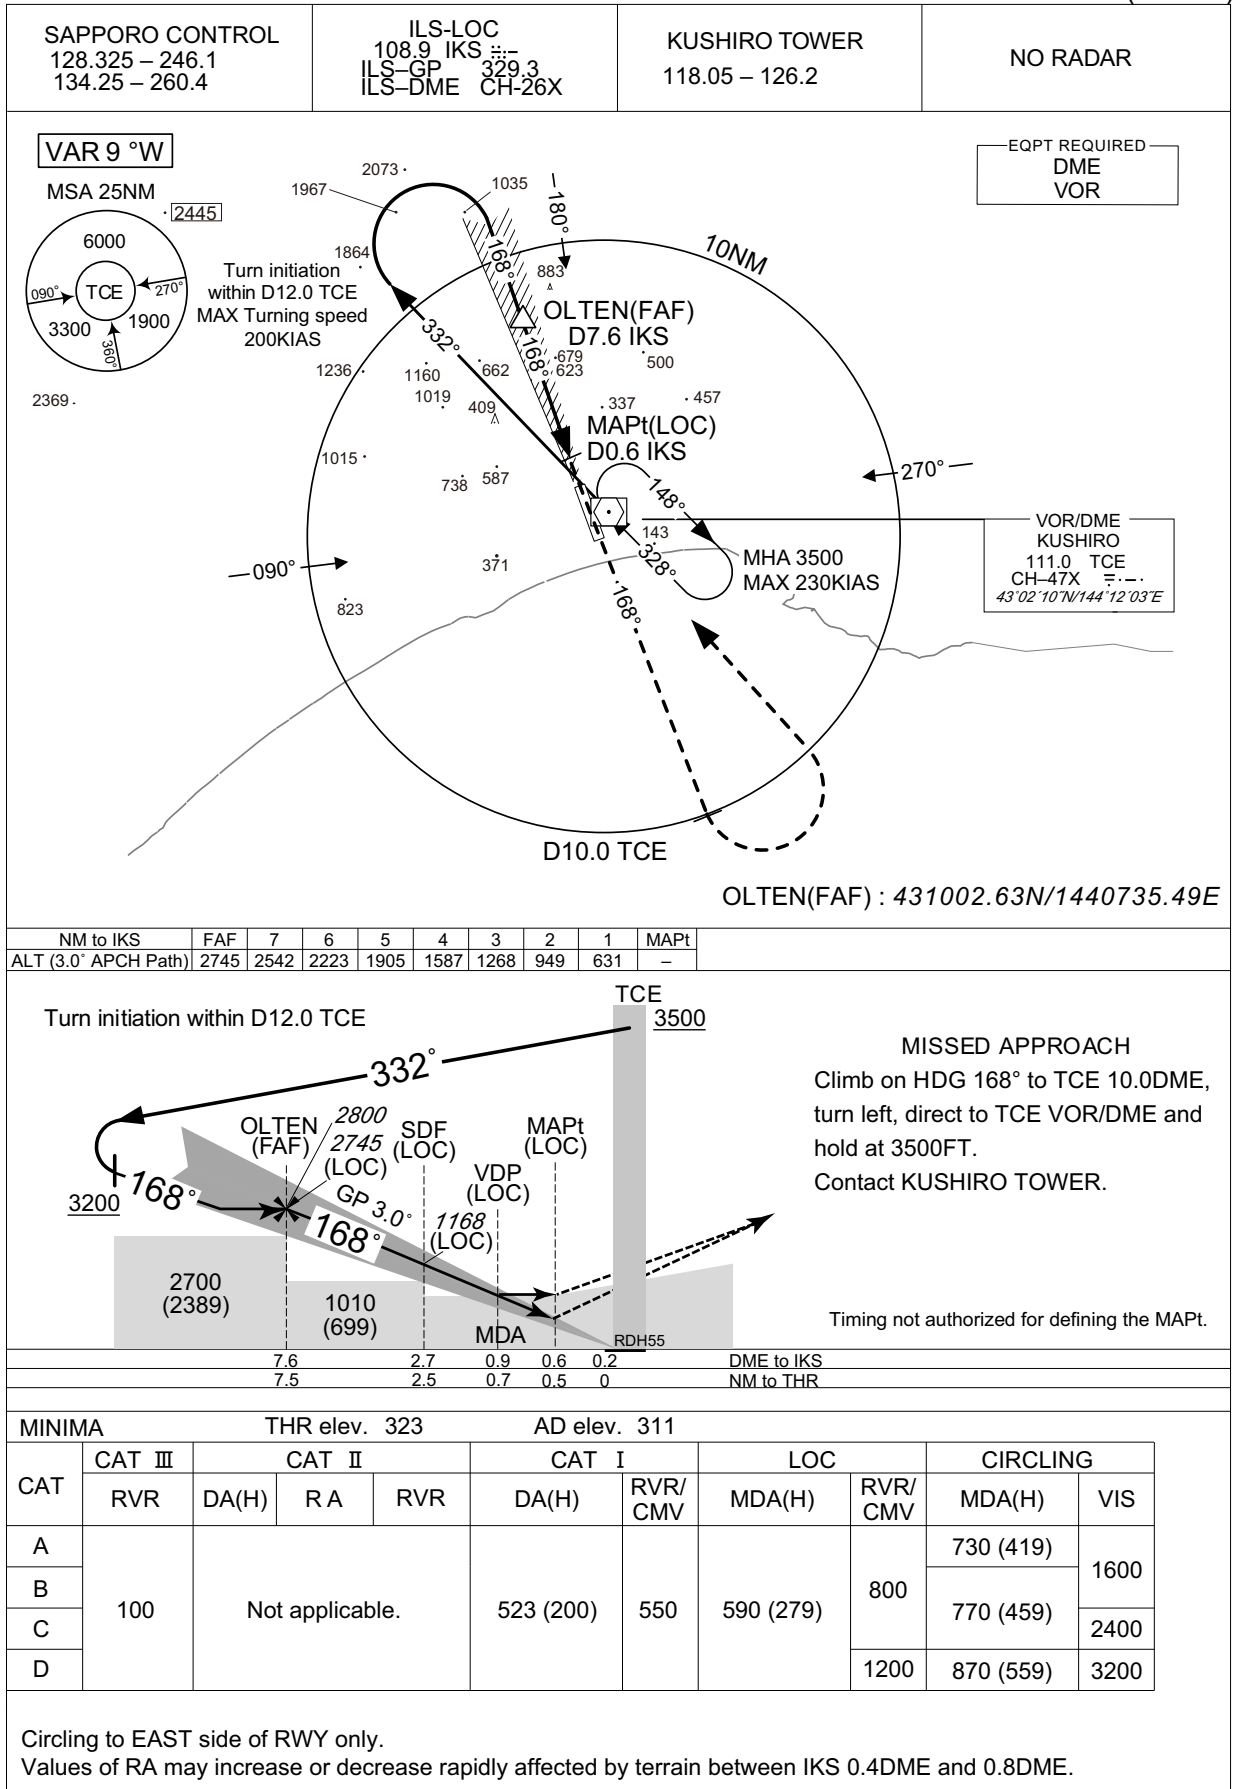 SAPPORO CONTROL
128.325 – 246.1
134.25 – 260.4
ILS-LOC
108.9 IKS
ILS–GP 329.3
ILS–DME CH-26X
KUSHIRO TOWER
118.05 – 126.2
NO RADAR
VAR 9 °W
EQPT REQUIRED
DME
VOR
MSA 25NM
2445
6000
090°
TCE
270°
3300
1900
360°
2369
Turn initiation
within D12.0 TCE
MAX Turning speed
200KIAS
2073
1967
1035
1864
180°
10NM
168°
883
OLTEN(FAF)
D7.6 IKS
332°
168°
679
623
500
1236
1160
662
1019
409
337
457
MAPt(LOC)
D0.6 IKS
1015
738
587
148°
270°
143
328°
MHA 3500
MAX 230KIAS
VOR/DME
KUSHIRO
111.0 TCE
CH–47X
43°02´10˝N/144°12´03˝E
090°
371
823
168°
D10.0 TCE
OLTEN(FAF) : 431002.63N/1440735.49E
NM to IKS FAF 7 6 5 4 3 2 1 MAPt
ALT (3.0° APCH Path) 2745 2542 2223 1905 1587 1268 949 631 –
Turn initiation within D12.0 TCE
TCE
3500
332°
OLTEN
(FAF)
2800
2745
(LOC)
SDF
(LOC)
MAPt
(LOC)
VDP
(LOC)
3200
168°
GP 3.0°
168°
1168
(LOC)
2700
(2389)
1010
(699)
MDA
RDH55
MISSED APPROACH
Climb on HDG 168° to TCE 10.0DME,
turn left, direct to TCE VOR/DME and
hold at 3500FT.
Contact KUSHIRO TOWER.
Timing not authorized for defining the MAPt.
7.6 2.7 0.9 0.6 0.2 DME to IKS
7.5 2.5 0.7 0.5 0 NM to THR
MINIMA THR elev. 323 AD elev. 311
CAT CAT Ⅲ CAT Ⅱ CAT Ⅰ LOC CIRCLING
RVR DA(H) R A RVR DA(H) RVR/CMV MDA(H) RVR/CMV MDA(H) VIS
A 730 (419)
B 1600
100 Not applicable. 523 (200) 550 590 (279) 800 770 (459)
C 2400
D 1200 870 (559) 3200
Circling to EAST side of RWY only.
Values of RA may increase or decrease rapidly affected by terrain between IKS 0.4DME and 0.8DME.